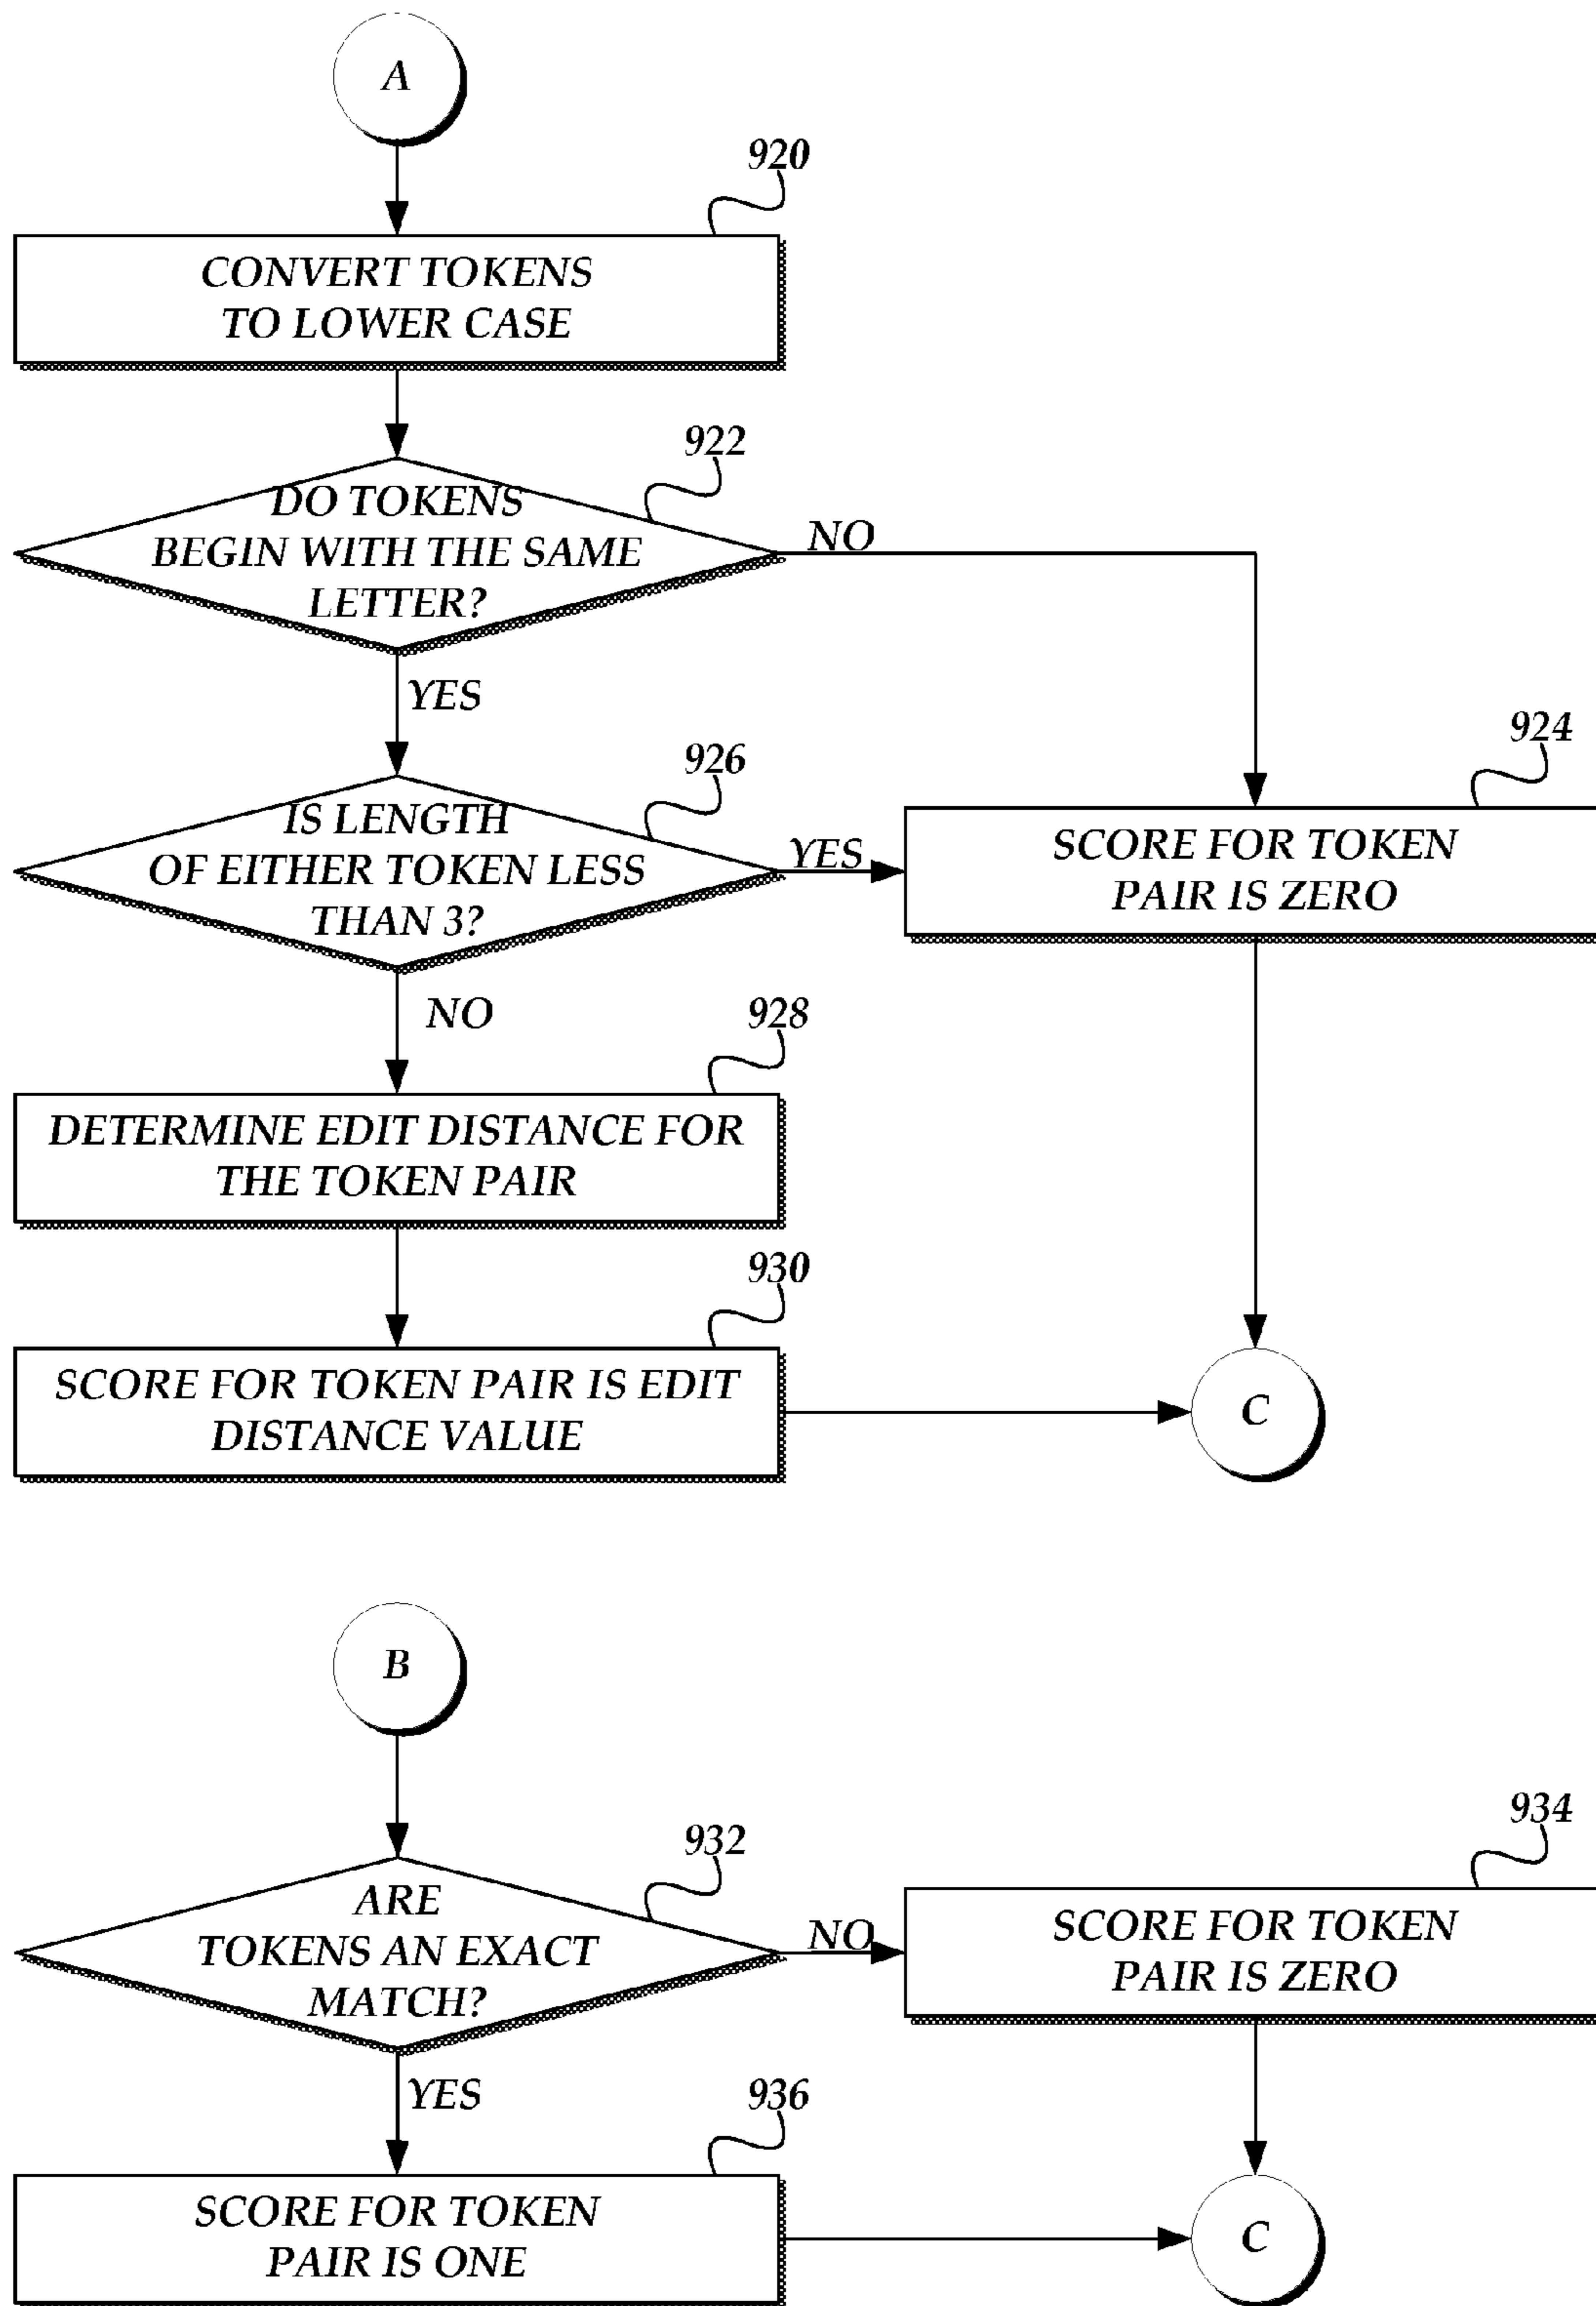 A
920
CONVERT TOKENS
TO LOWER CASE
922
DO TOKENS
BEGIN WITH THE SAME
LETTER?
NO
YES
924
926
IS LENGTH
OF EITHER TOKEN LESS
THAN 3?
YES
SCORE FOR TOKEN
PAIR IS ZERO
NO
928
DETERMINE EDIT DISTANCE FOR
THE TOKEN PAIR
930
SCORE FOR TOKEN PAIR IS EDIT
DISTANCE VALUE
C
B
932
934
ARE
TOKENS AN EXACT
MATCH?
NO
SCORE FOR TOKEN
PAIR IS ZERO
YES
936
SCORE FOR TOKEN
PAIR IS ONE
C